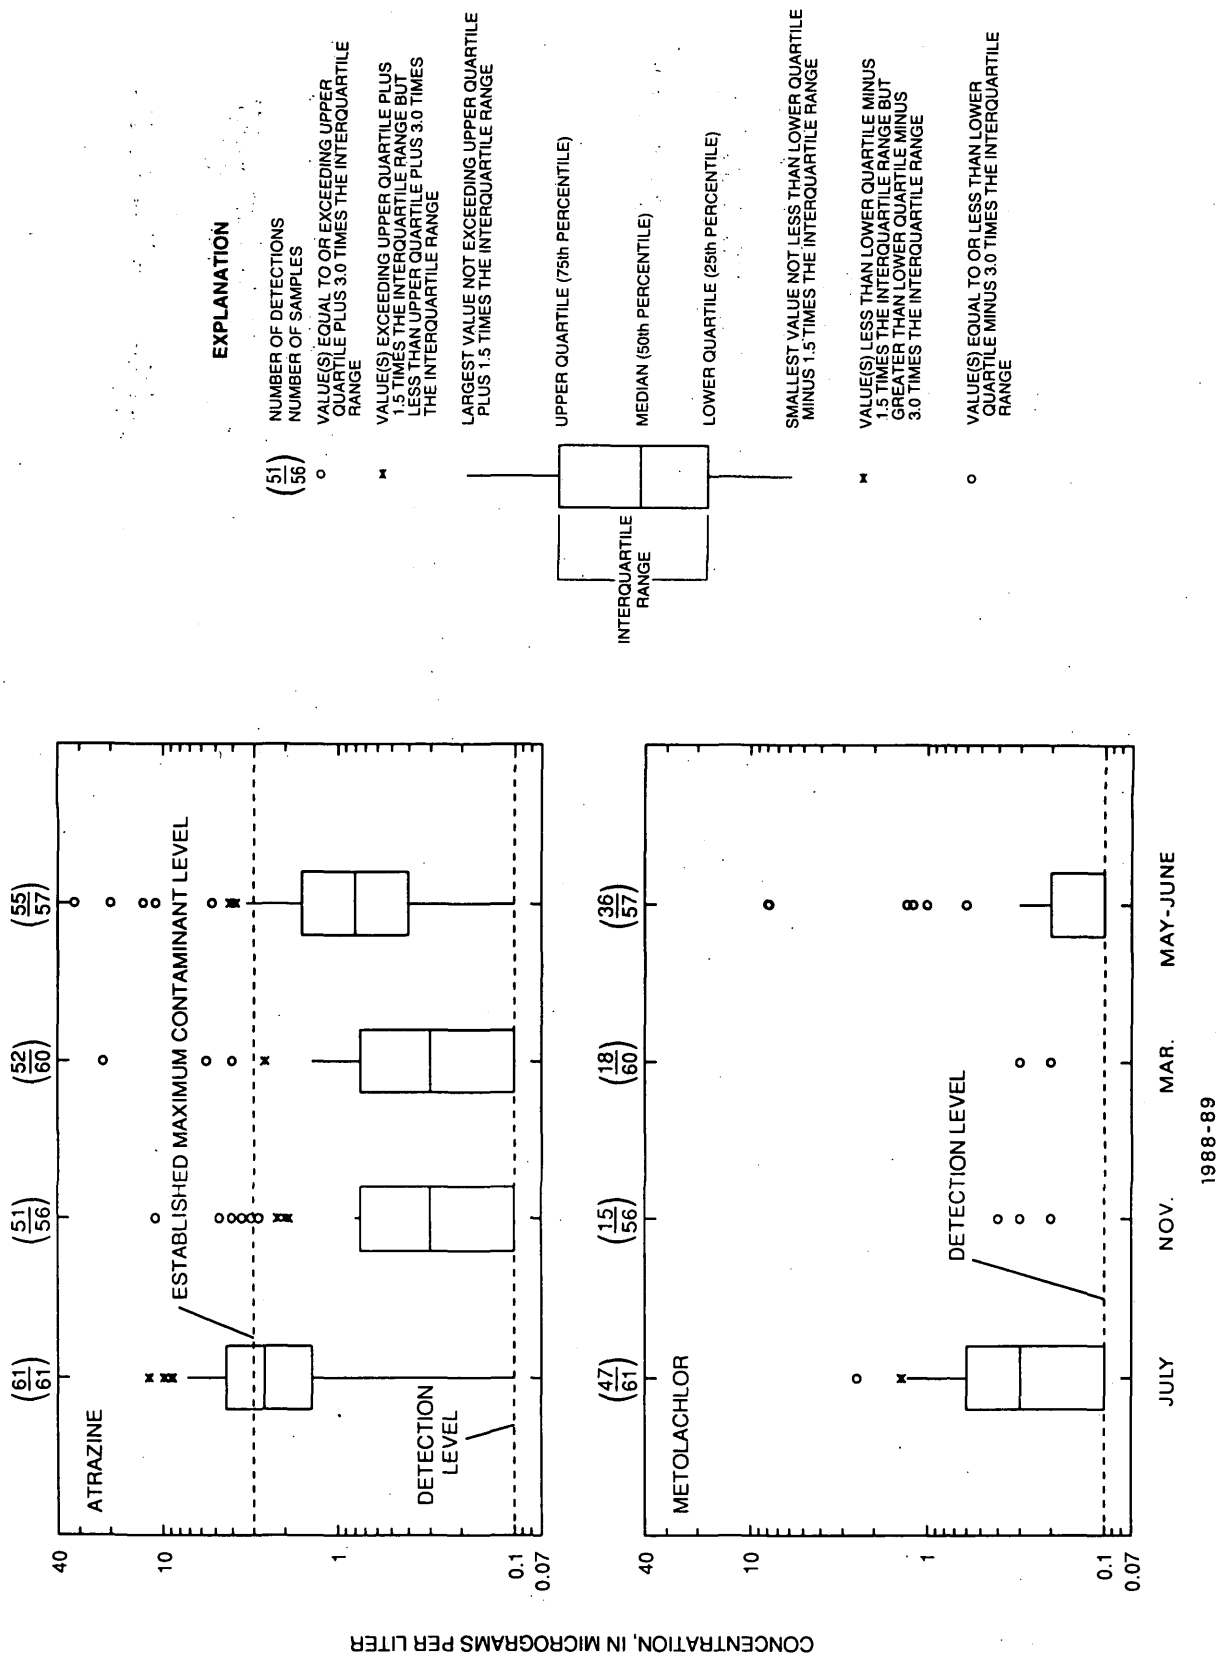 ATRAZINE
(61/61)
(51/56)
(52/60)
(55/57)
ESTABLISHED MAXIMUM CONTAMINANT LEVEL
DETECTION
LEVEL
40
10
1
0.1
0.07
METOLACHLOR
(47/61)
(15/56)
(18/60)
(36/57)
DETECTION LEVEL
40
10
1
0.1
0.07
CONCENTRATION, IN MICROGRAMS PER LITER
JULY
NOV.
MAR.
MAY-JUNE
1988-89
EXPLANATION
(51/56)
NUMBER OF DETECTIONS
NUMBER OF SAMPLES
VALUE(S) EQUAL TO OR EXCEEDING UPPER
QUARTILE PLUS 3.0 TIMES THE INTERQUARTILE
RANGE
VALUE(S) EXCEEDING UPPER QUARTILE PLUS
1.5 TIMES THE INTERQUARTILE RANGE BUT
LESS THAN UPPER QUARTILE PLUS 3.0 TIMES
THE INTERQUARTILE RANGE
LARGEST VALUE NOT EXCEEDING UPPER QUARTILE
PLUS 1.5 TIMES THE INTERQUARTILE RANGE
UPPER QUARTILE (75th PERCENTILE)
INTERQUARTILE
RANGE
MEDIAN (50th PERCENTILE)
LOWER QUARTILE (25th PERCENTILE)
SMALLEST VALUE NOT LESS THAN LOWER QUARTILE
MINUS 1.5 TIMES THE INTERQUARTILE RANGE
VALUE(S) LESS THAN LOWER QUARTILE MINUS
1.5 TIMES THE INTERQUARTILE RANGE BUT
GREATER THAN LOWER QUARTILE MINUS
3.0 TIMES THE INTERQUARTILE RANGE
VALUE(S) EQUAL TO OR LESS THAN LOWER
QUARTILE MINUS 3.0 TIMES THE INTERQUARTILE
RANGE